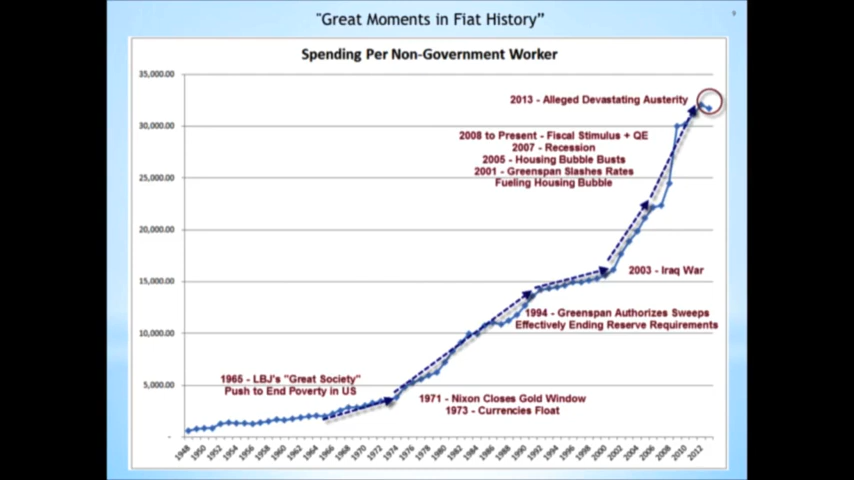 "Great Moments in Fiat History”
9
Spending Per Non-Government Worker
35,000.00
30,000.00
25,000.00
20,000.00
15,000.00
10,000.00
5,000.00
-
2013 - Alleged Devastating Austerity
2008 to Present - Fiscal Stimulus + QE
2007 - Recession
2005 - Housing Bubble Busts
2001 - Greenspan Slashes Rates
Fueling Housing Bubble
2003 - Iraq War
1994 - Greenspan Authorizes Sweeps
Effectively Ending Reserve Requirements
1965 - LBJ's "Great Society"
Push to End Poverty in US
1971 - Nixon Closes Gold Window
1973 - Currencies Float
1948
1950
1952
1954
1956
1958
1960
1962
1964
1966
1968
1970
1972
1974
1976
1978
1980
1982
1984
1986
1988
1990
1992
1994
1996
1998
2000
2002
2004
2006
2008
2010
2012